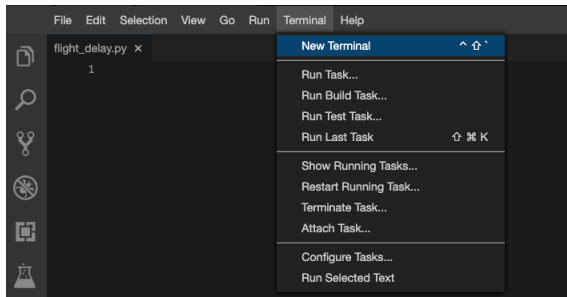 File Edit Selection View Go Run Terminal Help
flight_delay.py ×
1
New Terminal ^ ⇧ `
Run Task...
Run Build Task...
Run Test Task...
Run Last Task ⇧ ⌘ K
Show Running Tasks...
Restart Running Task...
Terminate Task...
Attach Task...
Configure Tasks...
Run Selected Text